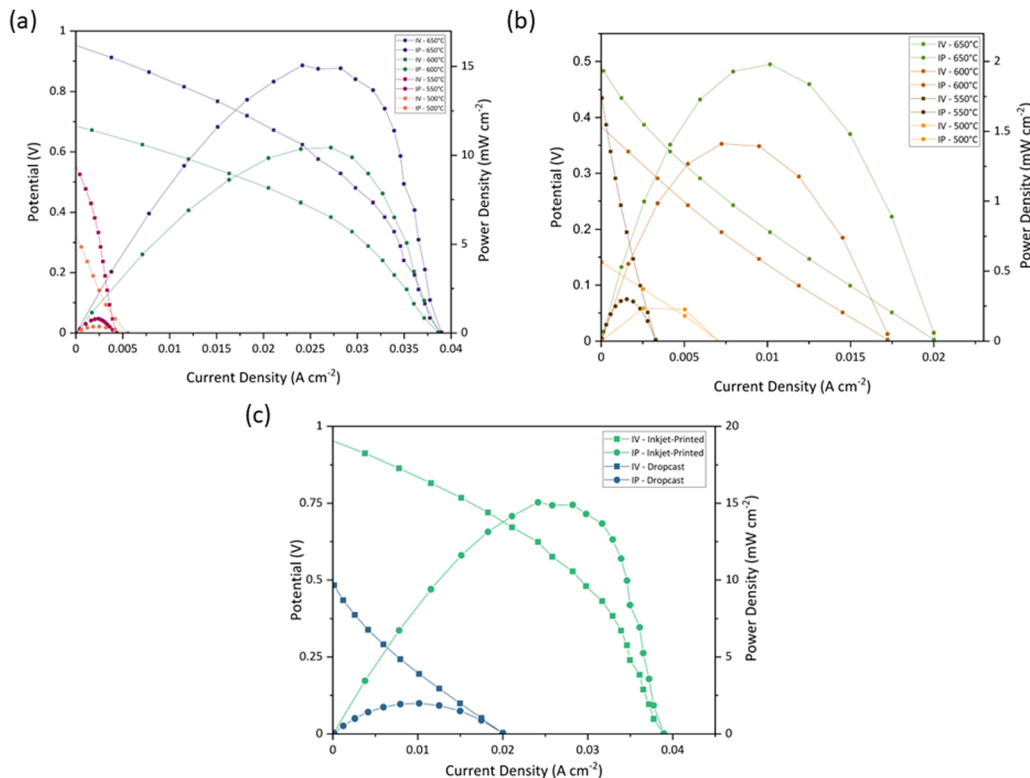 (a)
1
0.8
0.6
0.4
0.2
0
Potential (V)
IV - 650°C
IP - 650°C
IV - 600°C
IP - 600°C
IV - 550°C
IP - 550°C
IV - 500°C
IP - 500°C
15
10
5
0
Power Density (mW cm-2)
0 0.005 0.01 0.015 0.02 0.025 0.03 0.035 0.04
Current Density (A cm-2)
(b)
0.5
0.4
0.3
0.2
0.1
0
Potential (V)
IV - 650°C
IP - 650°C
IV - 600°C
IP - 600°C
IV - 550°C
IP - 550°C
IV - 500°C
IP - 500°C
2
1.5
1
0.5
0
Power Density (mW cm-2)
0 0.005 0.01 0.015 0.02
Current Density (A cm-2)
(c)
1
0.75
0.5
0.25
0
Potential (V)
IV - Inkjet-Printed
IP - Inkjet-Printed
IV - Dropcast
IP - Dropcast
20
15
10
5
0
Power Density (mW cm-2)
0 0.01 0.02 0.03 0.04
Current Density (A cm-2)